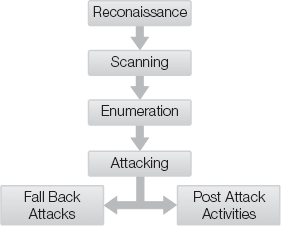 Reconaissance
Scanning
Enumeration
Attacking
Fall Back
Attacks
Post Attack
Activities